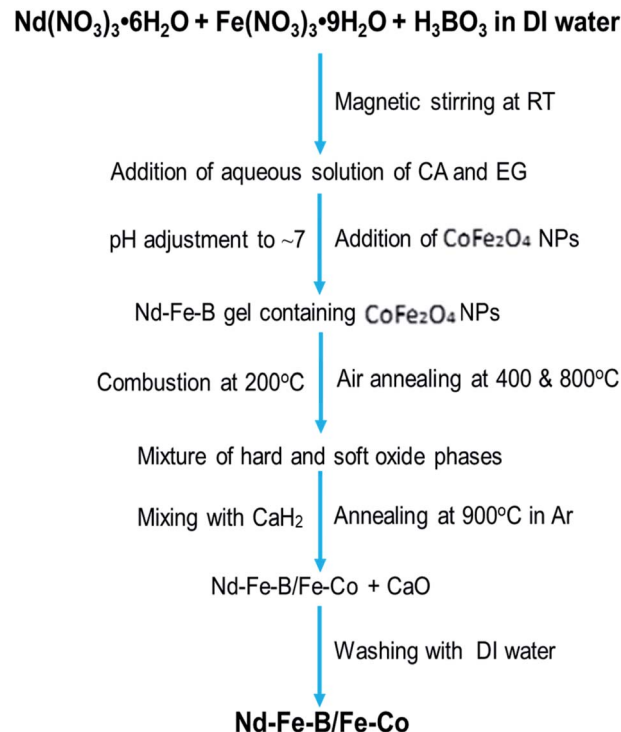 Nd(NO₃)₃•6H₂O + Fe(NO₃)₃•9H₂O + H₃BO₃ in DI water
Magnetic stirring at RT
Addition of aqueous solution of CA and EG
pH adjustment to ~7 Addition of CoFe₂O₄ NPs
Nd-Fe-B gel containing CoFe₂O₄ NPs
Combustion at 200ºC Air annealing at 400 & 800ºC
Mixture of hard and soft oxide phases
Mixing with CaH₂ Annealing at 900ºC in Ar
Nd-Fe-B/Fe-Co + CaO
Washing with DI water
Nd-Fe-B/Fe-Co